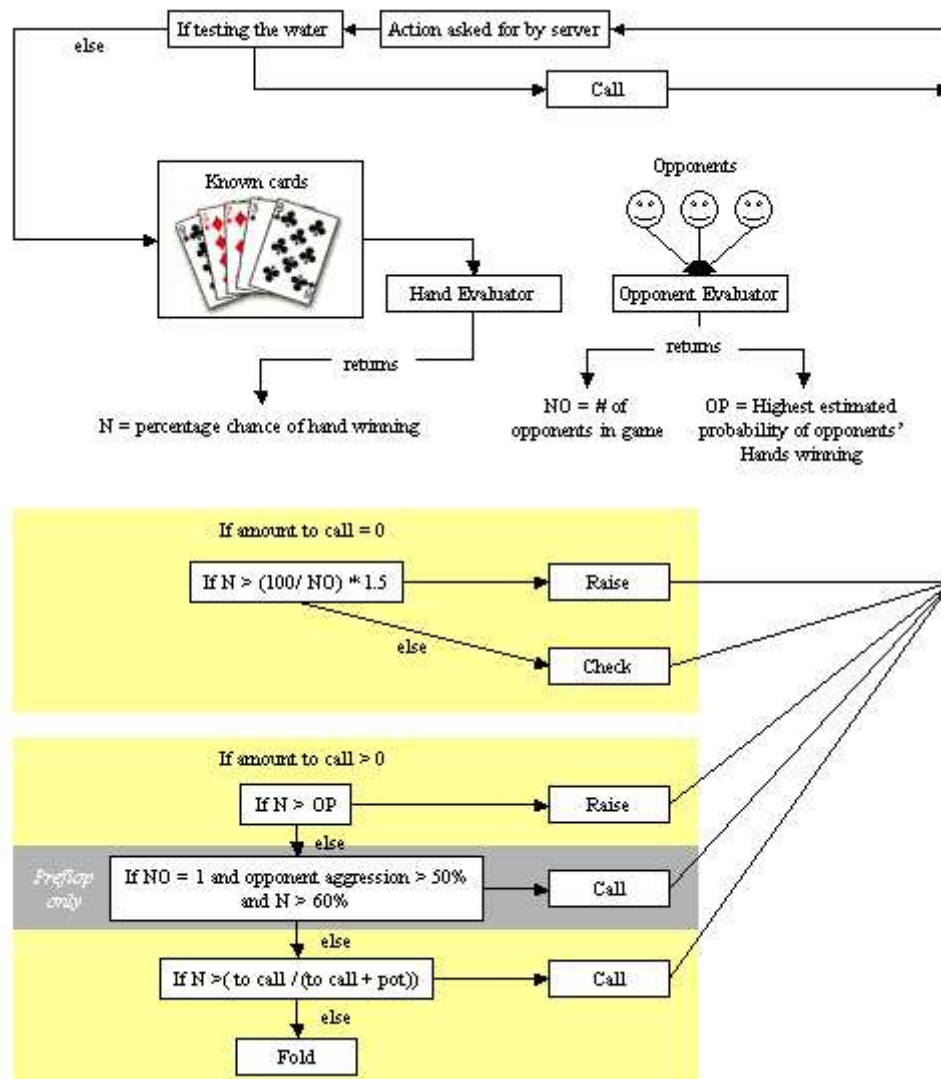 If testing the water
Action asked for by server
else
Call
Known cards
Opponents
Hand Evaluator
Opponent Evaluator
returns
returns
N = percentage chance of hand winning
NO = # of
opponents in game
OP = Highest estimated
probability of opponents'
Hands winning
If amount to call = 0
If N > (100/ NO) * 1.5
Raise
else
Check
If amount to call > 0
If N > OP
Raise
else
Preflop
only
If NO = 1 and opponent aggression > 50%
and N > 60%
Call
else
If N >( to call / (to call + pot))
Call
else
Fold